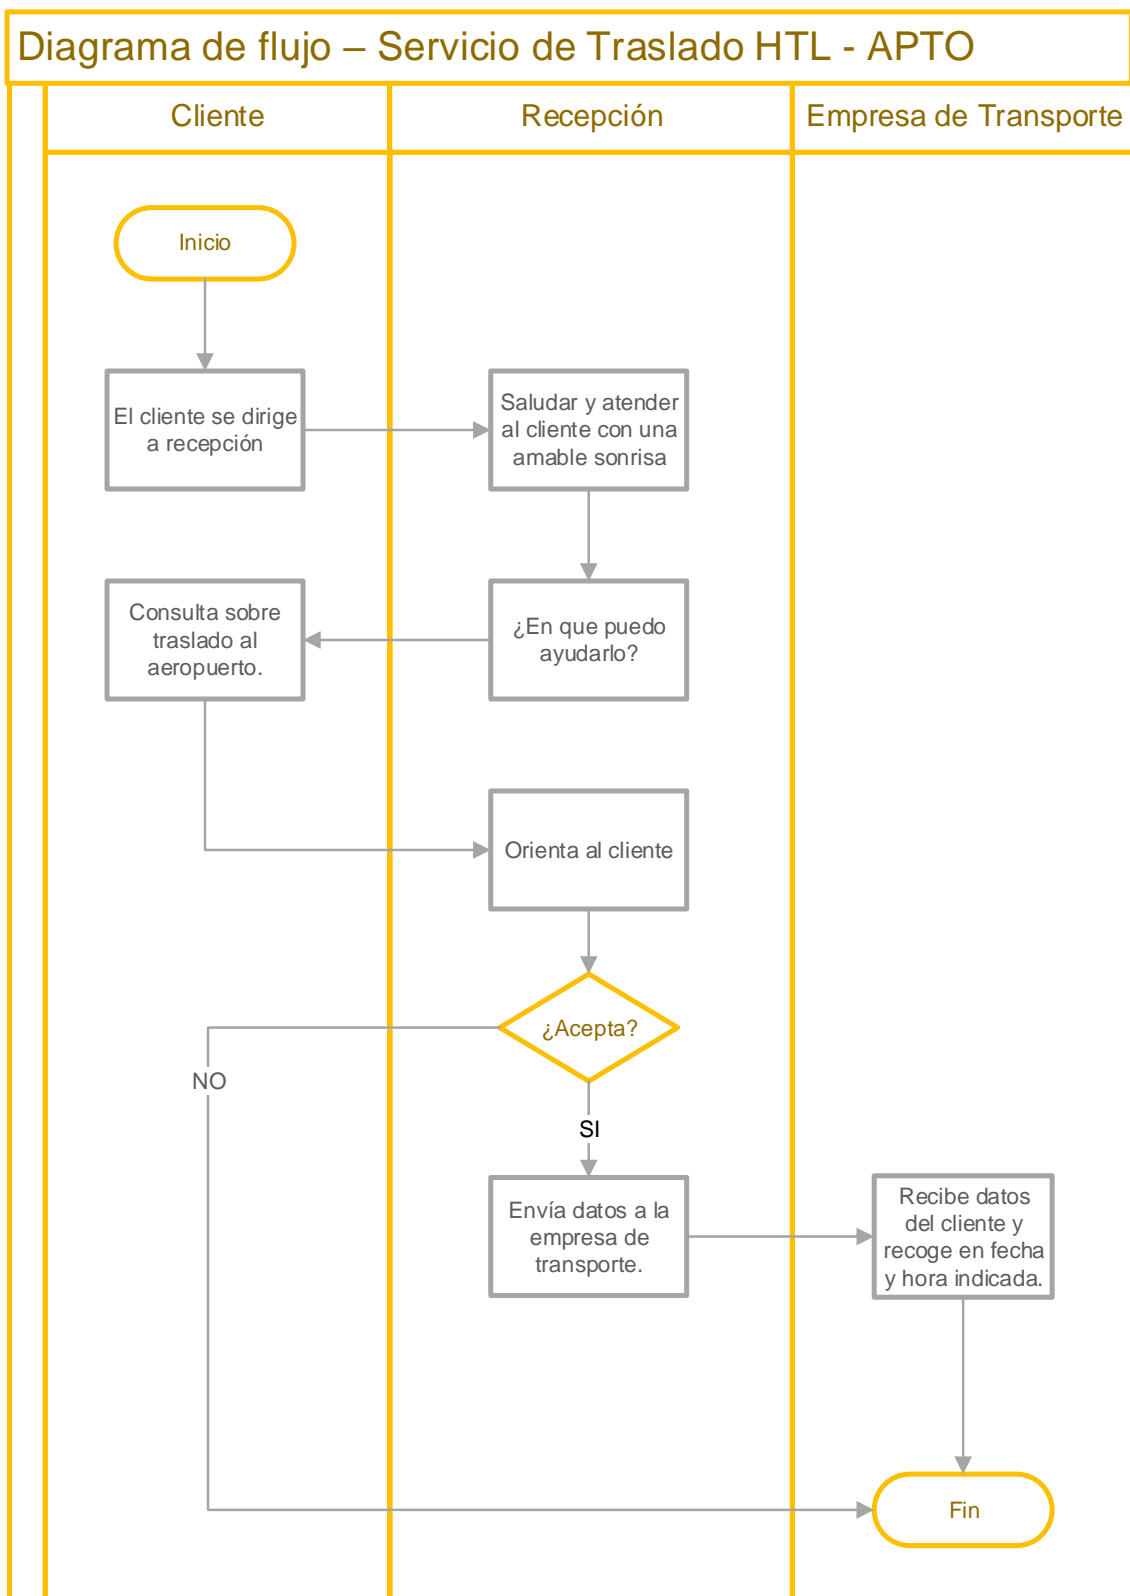 Diagrama de flujo – Servicio de Traslado HTL - APTO
Cliente
Recepción
Empresa de Transporte
Inicio
El cliente se dirige
a recepción
Saludar y atender
al cliente con una
amable sonrisa
¿En que puedo
ayudarlo?
Consulta sobre
traslado al
aeropuerto.
Orienta al cliente
¿Acepta?
NO
SI
Envía datos a la
empresa de
transporte.
Recibe datos
del cliente y
recoge en fecha
y hora indicada.
Fin